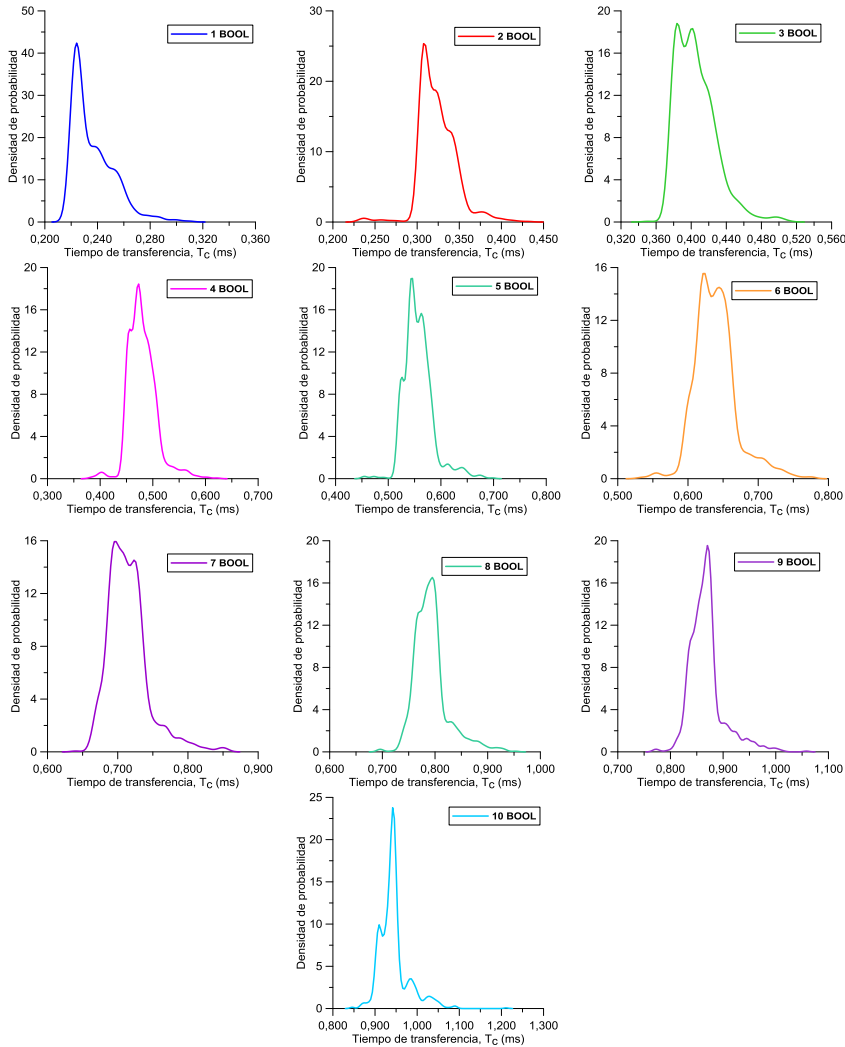 1 BOOL
Densidad de probabilidad
50
40
30
20
10
0
0,200 0,240 0,280 0,320 0,360
Tiempo de transferencia, TC (ms)
2 BOOL
Densidad de probabilidad
30
20
10
0
0,200 0,250 0,300 0,350 0,400 0,450
Tiempo de transferencia, TC (ms)
3 BOOL
Densidad de probabilidad
20
16
12
8
4
0
0,320 0,360 0,400 0,440 0,480 0,520 0,560
Tiempo de transferencia, TC (ms)
4 BOOL
Densidad de probabilidad
20
16
12
8
4
0
0,300 0,400 0,500 0,600 0,700
Tiempo de transferencia, TC (ms)
5 BOOL
Densidad de probabilidad
20
16
12
8
4
0
0,400 0,500 0,600 0,700 0,800
Tiempo de transferencia, TC (ms)
6 BOOL
Densidad de probabilidad
16
12
8
4
0
0,500 0,600 0,700 0,800
Tiempo de transferencia, TC (ms)
7 BOOL
Densidad de probabilidad
16
12
8
4
0
0,600 0,700 0,800 0,900
Tiempo de transferencia, TC (ms)
8 BOOL
Densidad de probabilidad
20
16
12
8
4
0
0,600 0,700 0,800 0,900 1,000
Tiempo de transferencia, TC (ms)
9 BOOL
Densidad de probabilidad
20
16
12
8
4
0
0,700 0,800 0,900 1,000 1,100
Tiempo de transferencia, TC (ms)
10 BOOL
Densidad de probabilidad
25
20
15
10
5
0
0,800 0,900 1,000 1,100 1,200 1,300
Tiempo de transferencia, TC (ms)